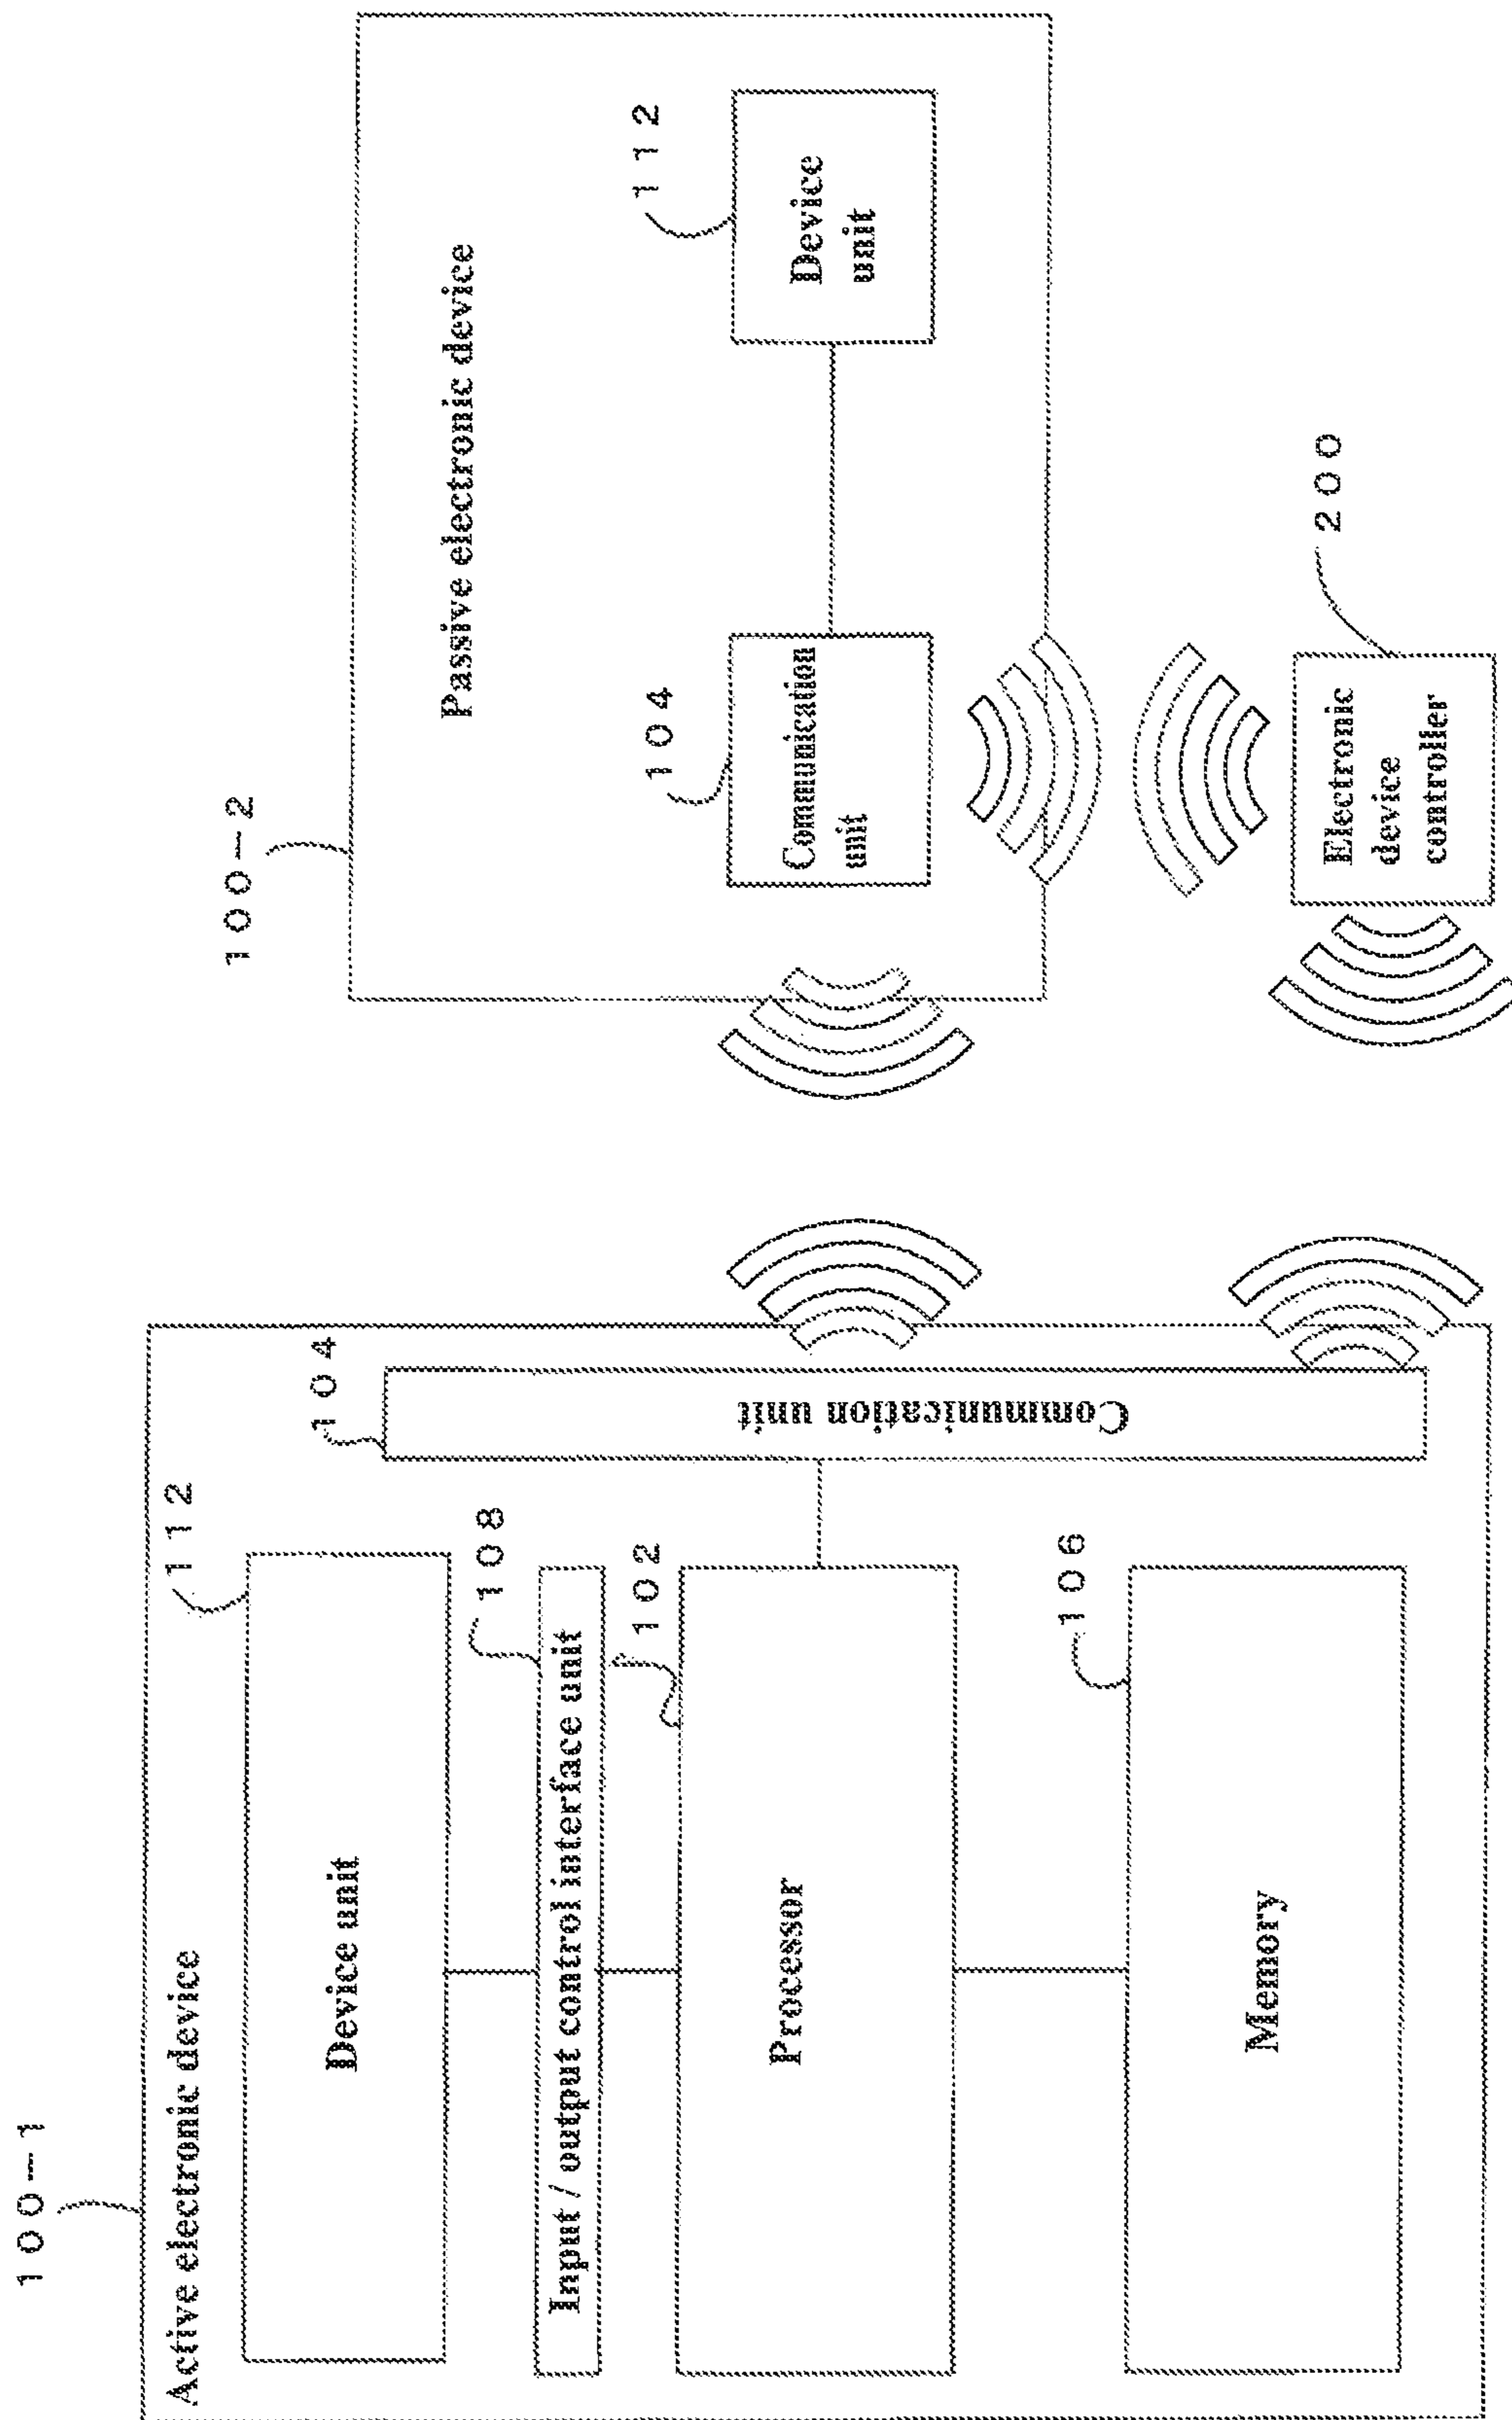 100-1
Active electronic device
112
Device unit
104
108
Input / output control interface unit
102
Processor
Communication unit
106
Memory
100-2
Passive electronic device
104
Communication
unit
112
Device
unit
200
Electronic
device
controller